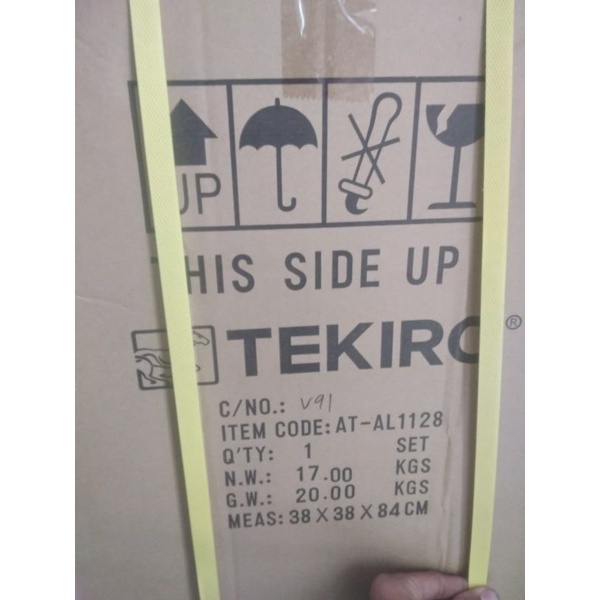 UP
THIS SIDE UP
TEKIRO®
C/NO.: V91
ITEM CODE: AT-AL1128
Q'TY: 1 SET
N.W.: 17.00 KGS
G.W.: 20.00 KGS
MEAS: 38 X 38 X 84 CM